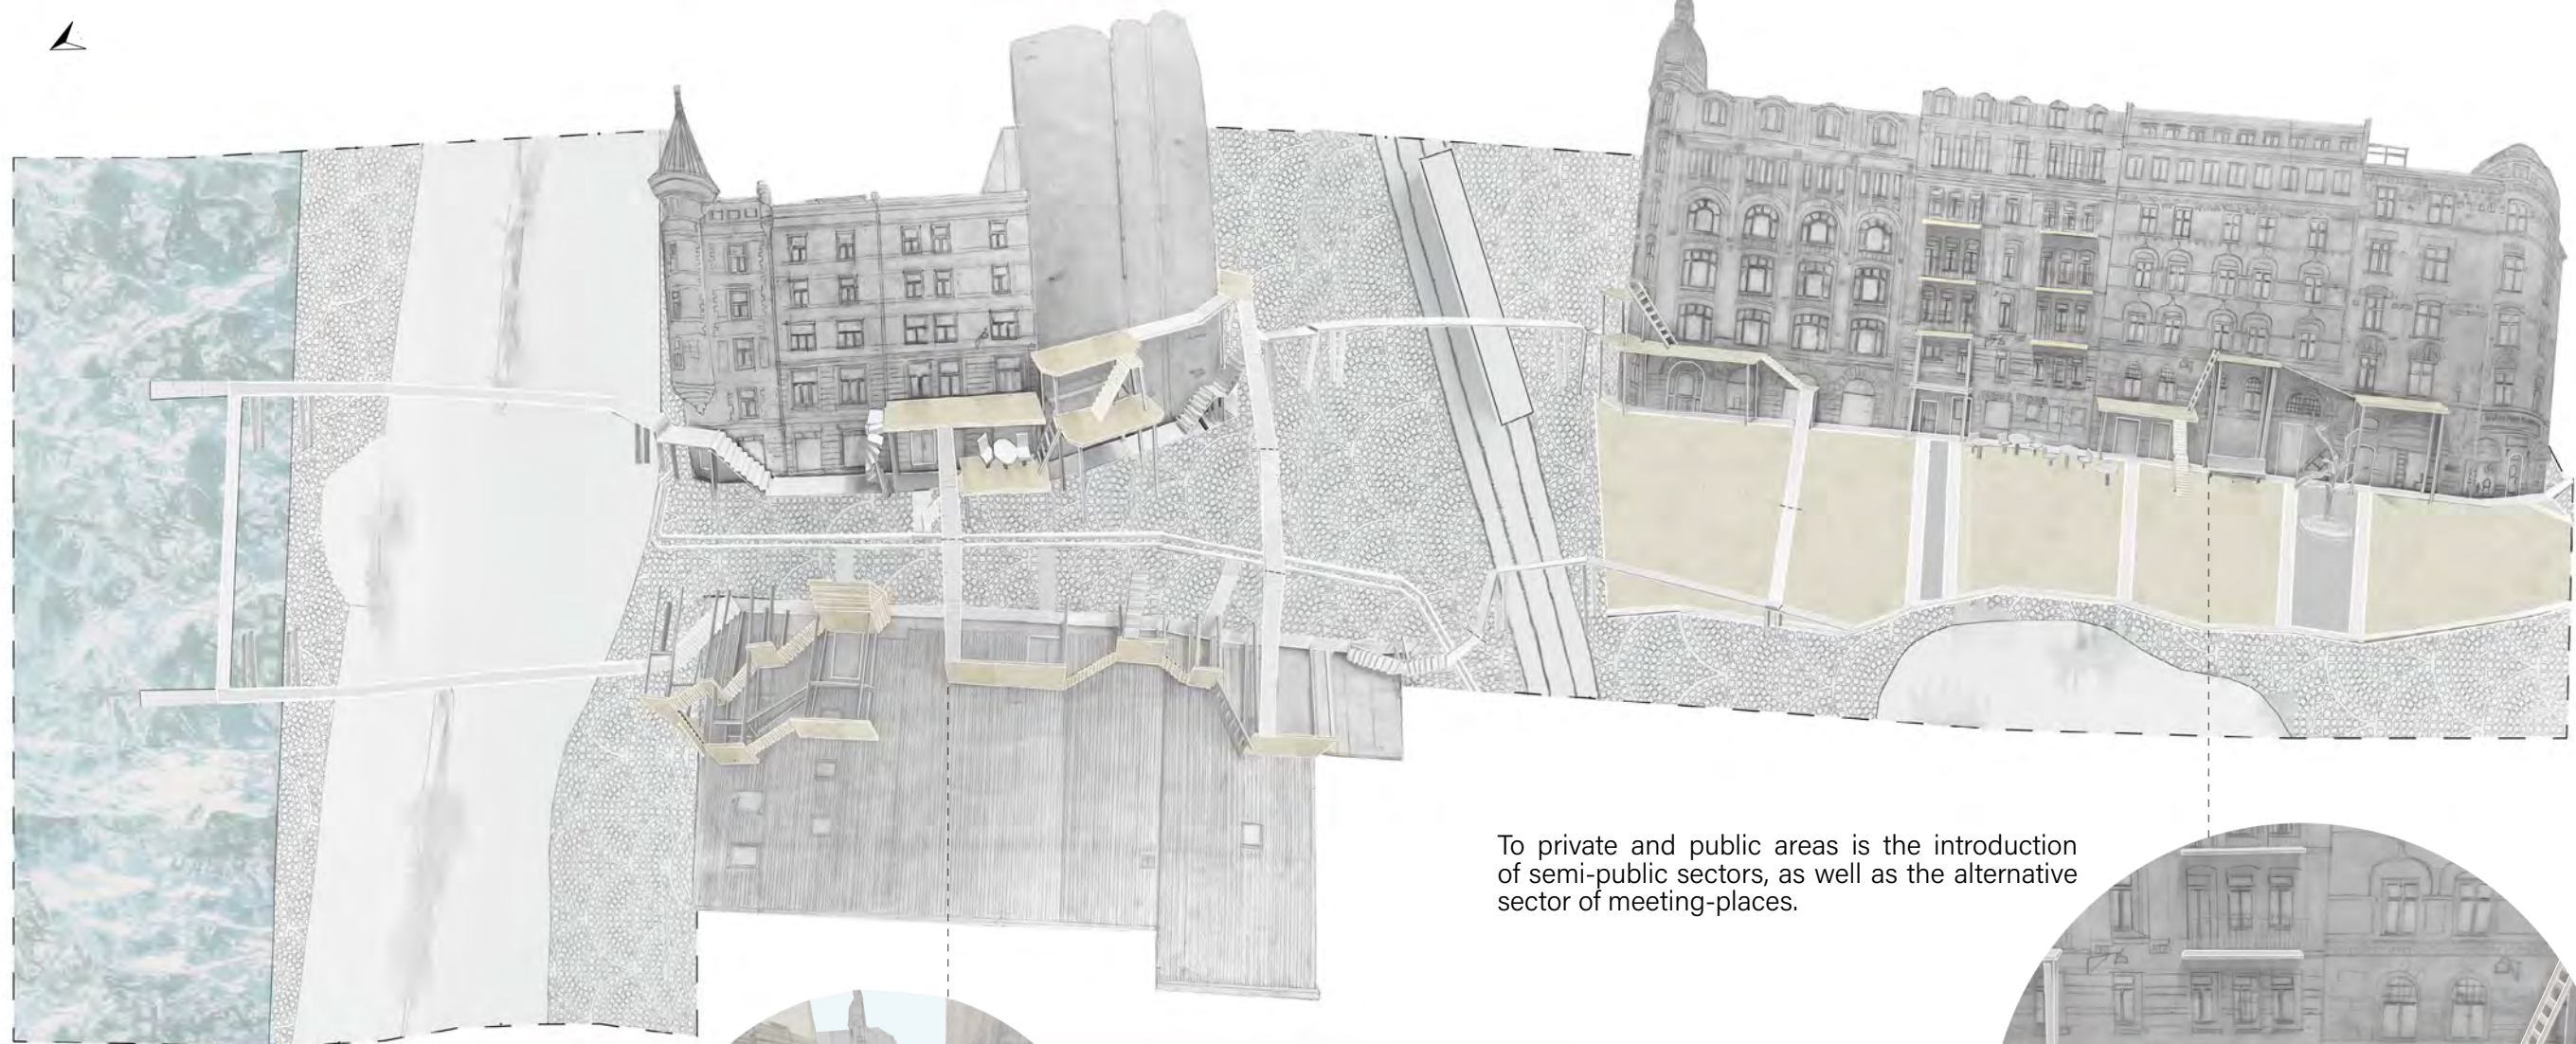 To private and public areas is the introduction
of semi-public sectors, as well as the alternative
sector of meeting-places.